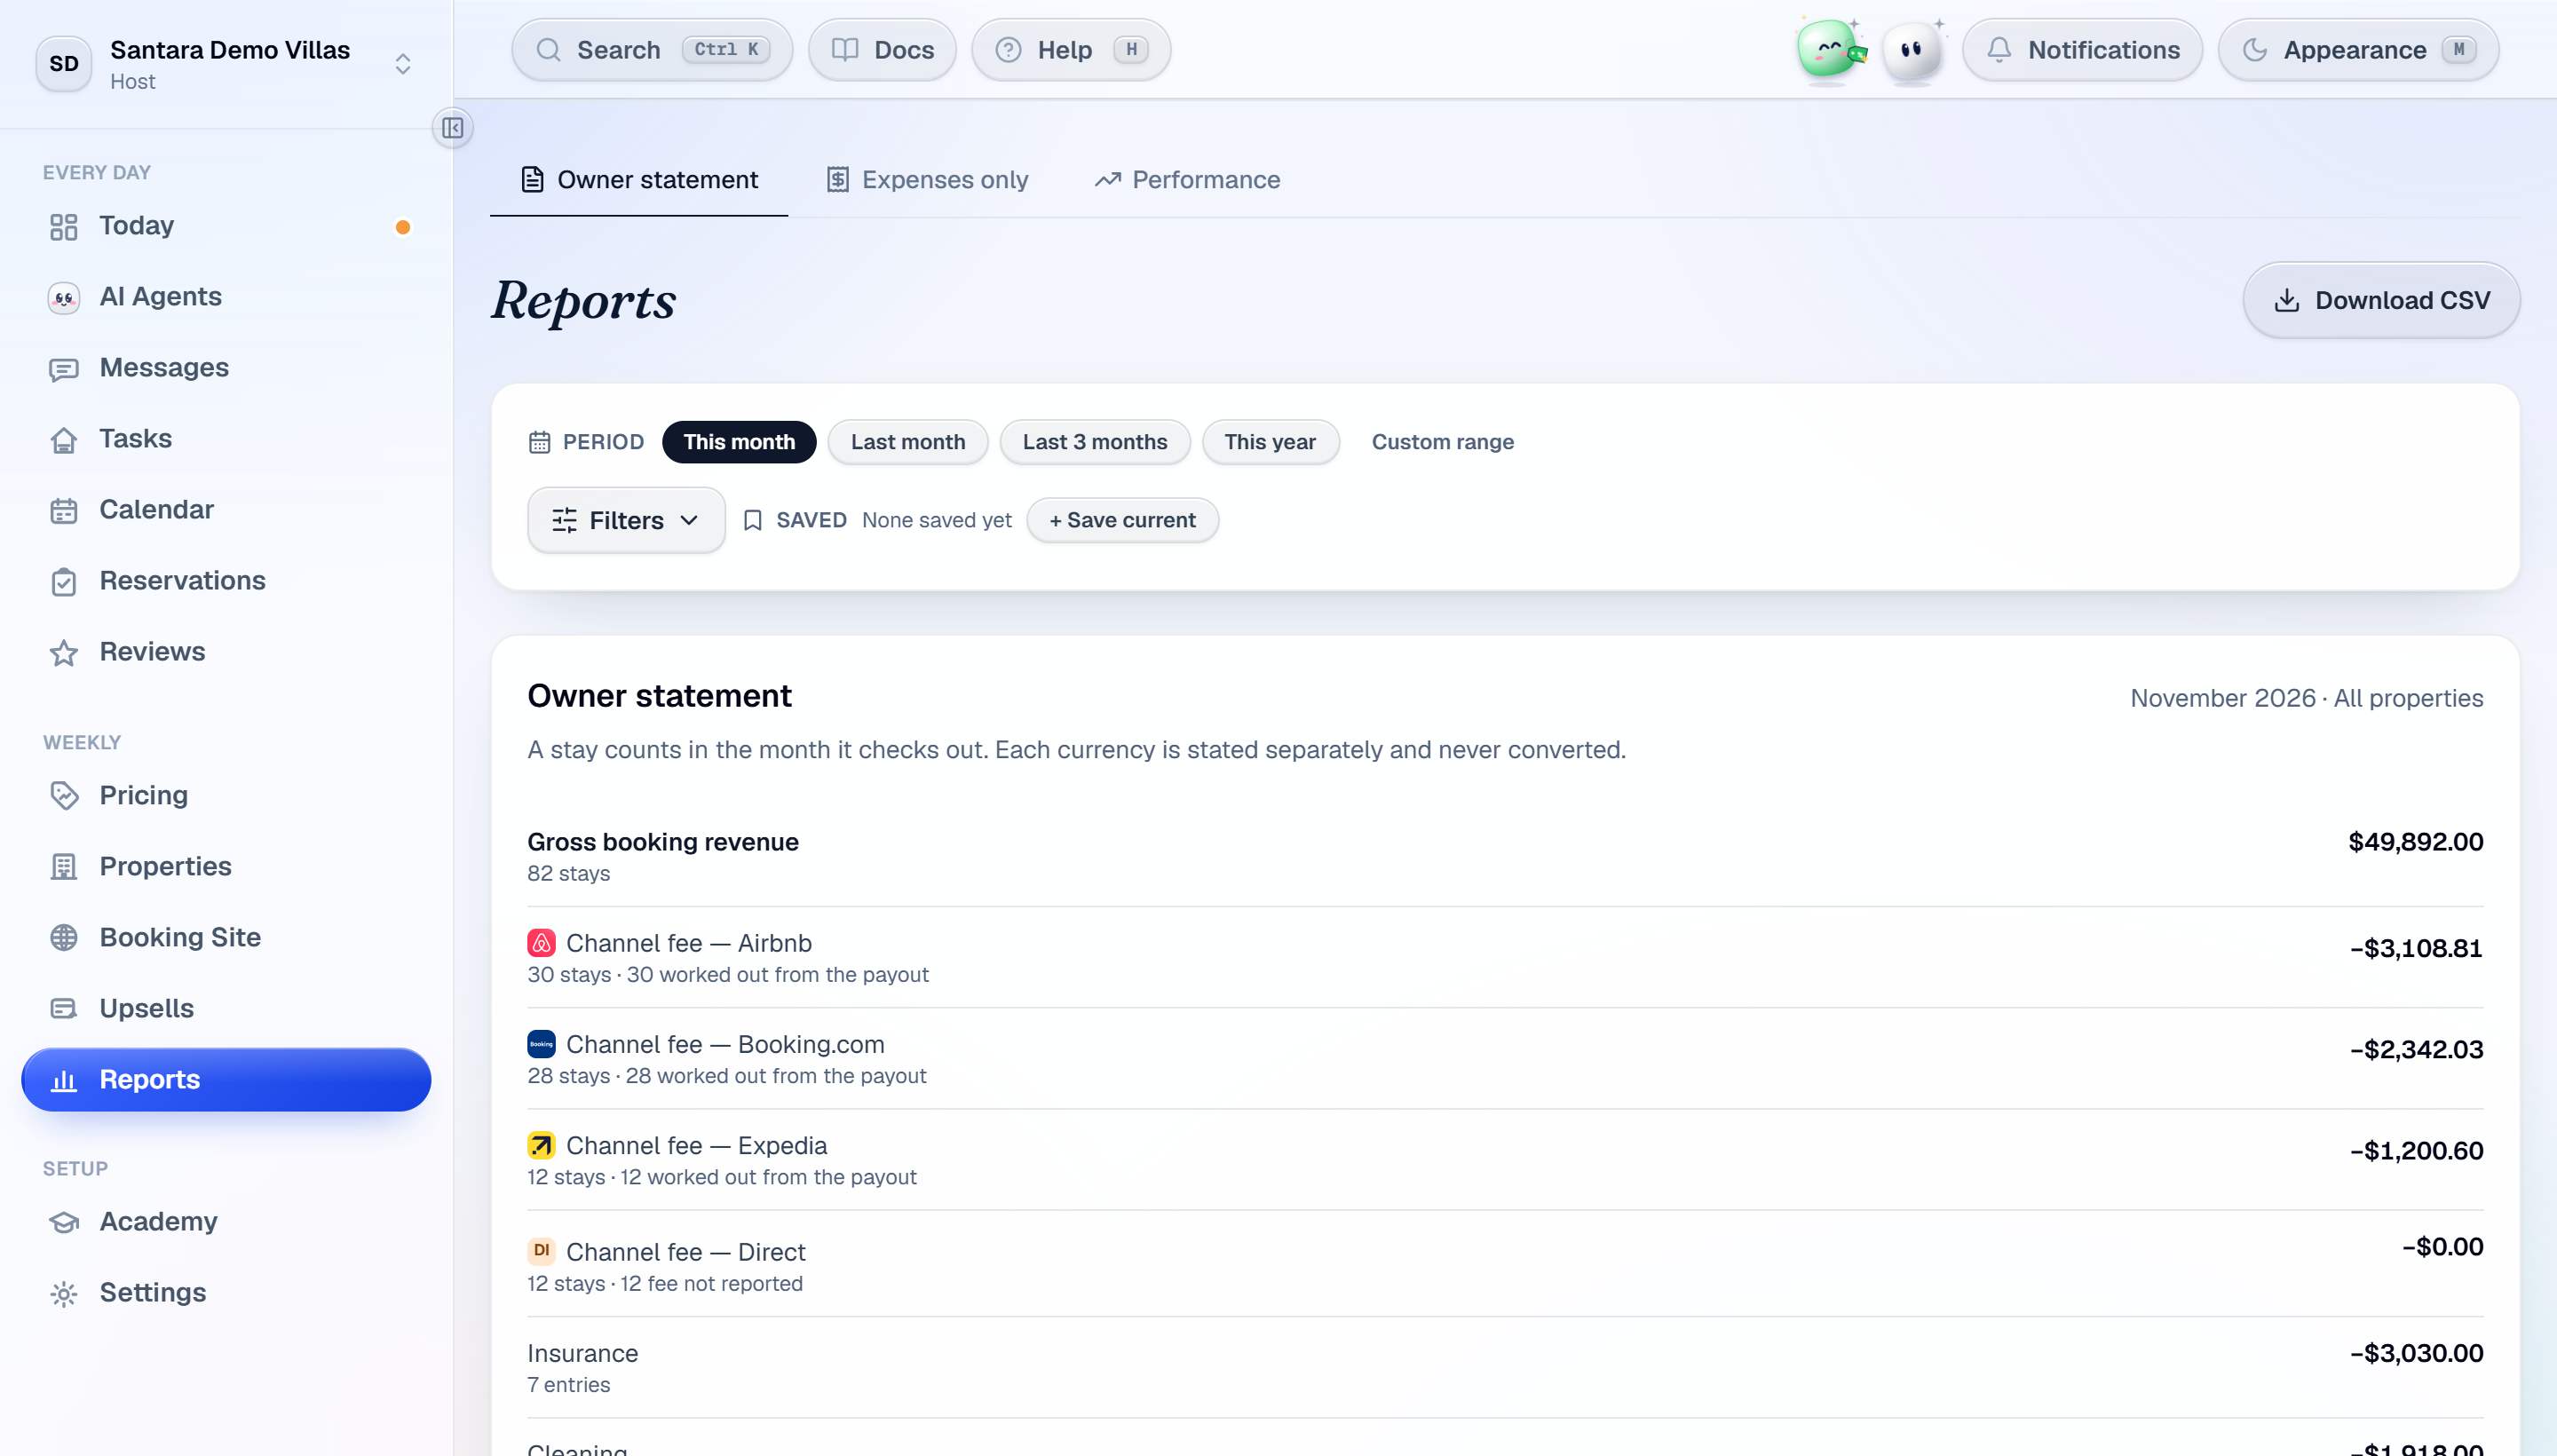 SD
Santara Demo Villas
Host
Search Ctrl K
Docs
Help H
Notifications
Appearance M
EVERY DAY
Today
AI Agents
Messages
Tasks
Calendar
Reservations
Reviews
WEEKLY
Pricing
Properties
Booking Site
Upsells
Reports
SETUP
Academy
Settings
Owner statement
Expenses only
Performance
Reports
Download CSV
PERIOD This month Last month Last 3 months This year Custom range
Filters SAVED None saved yet + Save current
Owner statement
November 2026 · All properties
A stay counts in the month it checks out. Each currency is stated separately and never converted.
Gross booking revenue $49,892.00
82 stays
Channel fee — Airbnb −$3,108.81
30 stays · 30 worked out from the payout
Booking Channel fee — Booking.com −$2,342.03
28 stays · 28 worked out from the payout
Channel fee — Expedia −$1,200.60
12 stays · 12 worked out from the payout
DI Channel fee — Direct −$0.00
12 stays · 12 fee not reported
Insurance −$3,030.00
7 entries
Cleaning −$1,918.00